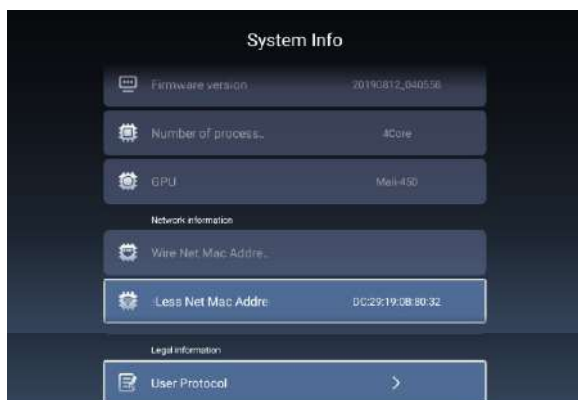 System Info
Firmware version 20190812_040556
Number of process.. 4Core
GPU Mali-450
Network information
Wire Net Mac Addre..
Less Net Mac Addre DC:29:19:08:80:32
Legal information
User Protocol >